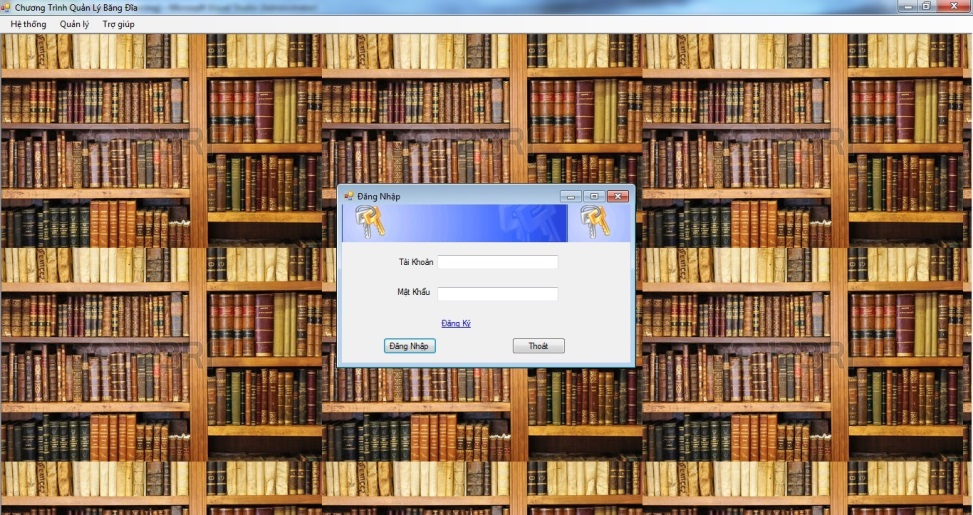 Chương Trình Quản Lý Băng Đĩa
Hệ thống Quản lý Trợ giúp
Đăng Nhập
Tài Khoản
Mật Khẩu
Đăng Ký
Đăng Nhập Thoát